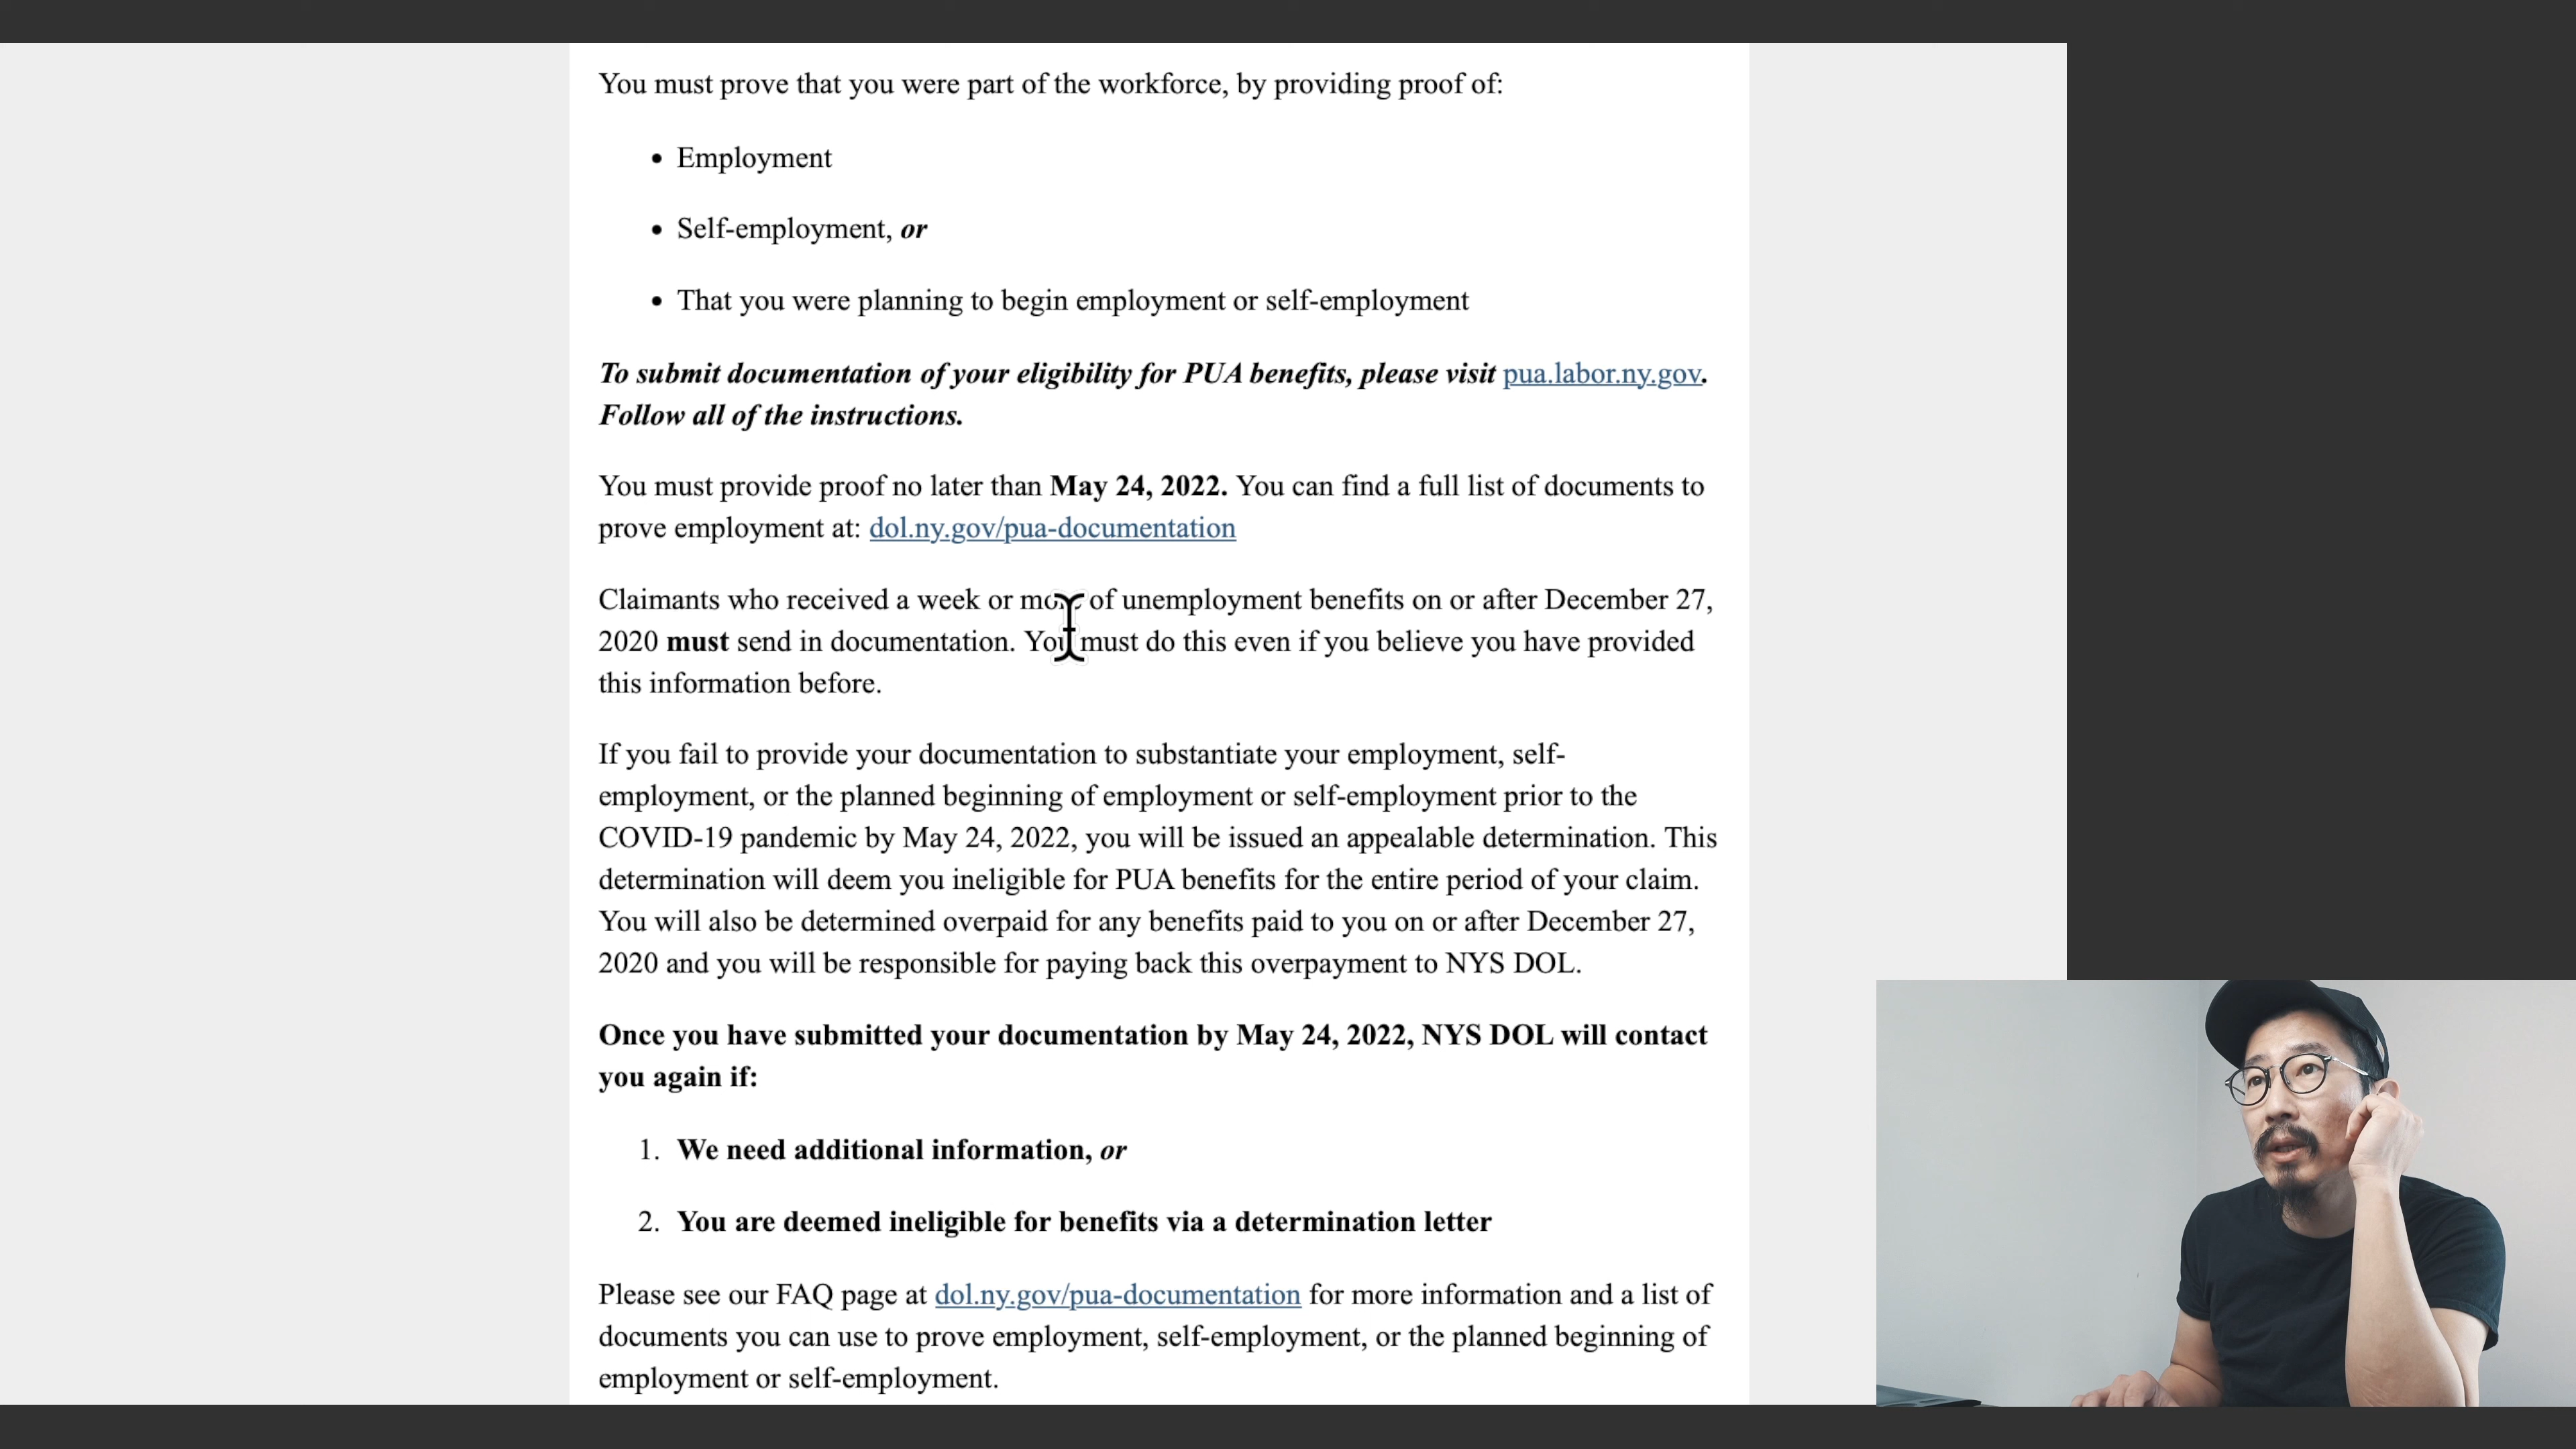 You must prove that you were part of the workforce, by providing proof of:
• Employment
• Self-employment, or
• That you were planning to begin employment or self-employment
To submit documentation of your eligibility for PUA benefits, please visit pua.labor.ny.gov.
Follow all of the instructions.
You must provide proof no later than May 24, 2022. You can find a full list of documents to
prove employment at: dol.ny.gov/pua-documentation
Claimants who received a week or more of unemployment benefits on or after December 27,
2020 must send in documentation. You must do this even if you believe you have provided
this information before.
If you fail to provide your documentation to substantiate your employment, self-
employment, or the planned beginning of employment or self-employment prior to the
COVID-19 pandemic by May 24, 2022, you will be issued an appealable determination. This
determination will deem you ineligible for PUA benefits for the entire period of your claim.
You will also be determined overpaid for any benefits paid to you on or after December 27,
2020 and you will be responsible for paying back this overpayment to NYS DOL.
Once you have submitted your documentation by May 24, 2022, NYS DOL will contact
you again if:
1. We need additional information, or
2. You are deemed ineligible for benefits via a determination letter
Please see our FAQ page at dol.ny.gov/pua-documentation for more information and a list of
documents you can use to prove employment, self-employment, or the planned beginning of
employment or self-employment.